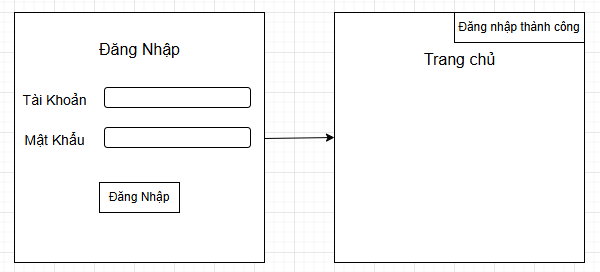 Đăng Nhập
Tài Khoản
Mật Khẩu
Đăng Nhập
Đăng nhập thành công
Trang chủ